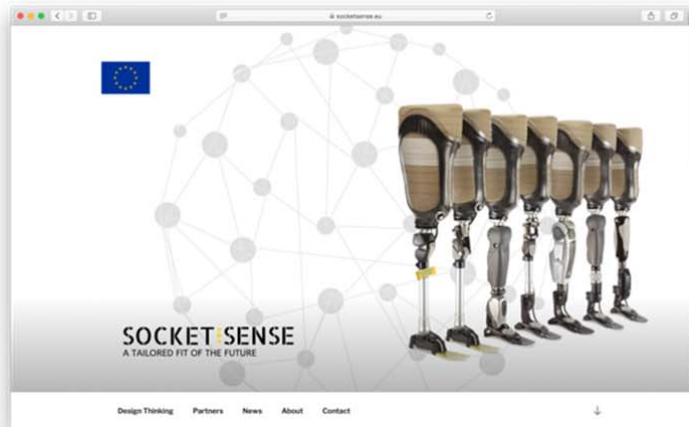 socketsense.eu
SOCKET SENSE
A TAILORED FIT OF THE FUTURE
Design Thinking Partners News About Contact